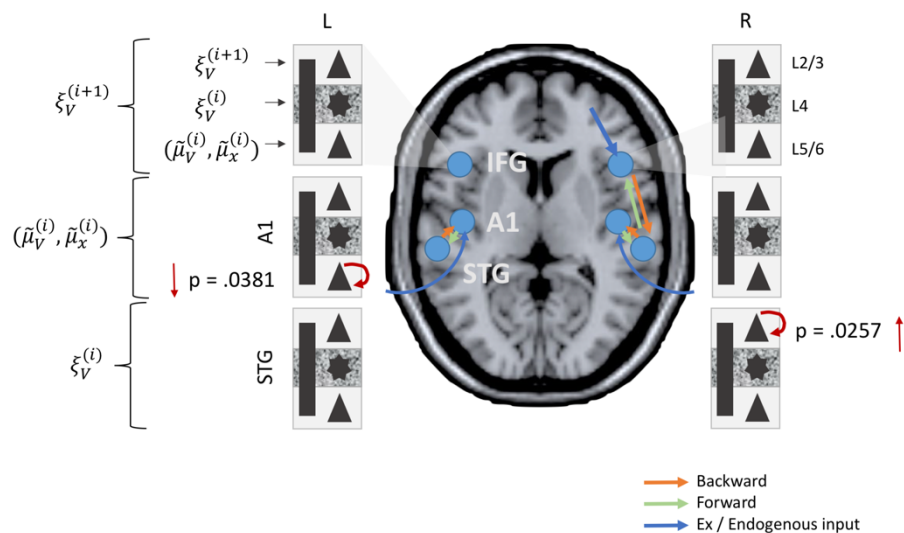 L
R
ξ_V^(i+1)
ξ_V^(i+1)
ξ_V^(i)
(μ̃_V^(i), μ̃_x^(i))
L2/3
L4
L5/6
IFG
(μ̃_V^(i), μ̃_x^(i))
A1
A1
STG
p = .0381
ξ_V^(i)
STG
p = .0257
Backward
Forward
Ex / Endogenous input